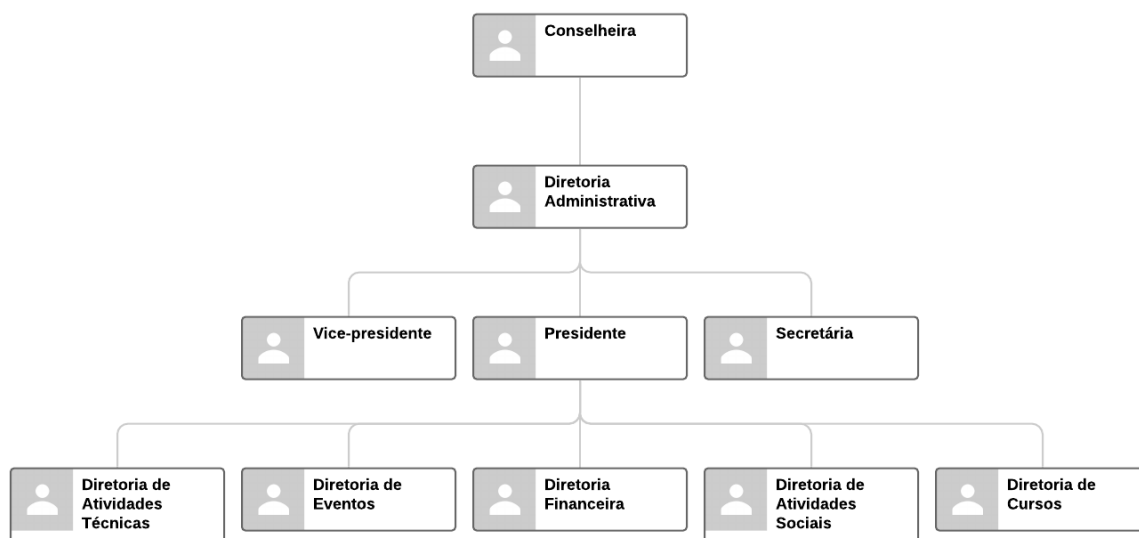 Conselheira
Diretoria
Administrativa
Vice-presidente
Presidente
Secretária
Diretoria de
Atividades
Técnicas
Diretoria de
Eventos
Diretoria
Financeira
Diretoria de
Atividades
Sociais
Diretoria de
Cursos